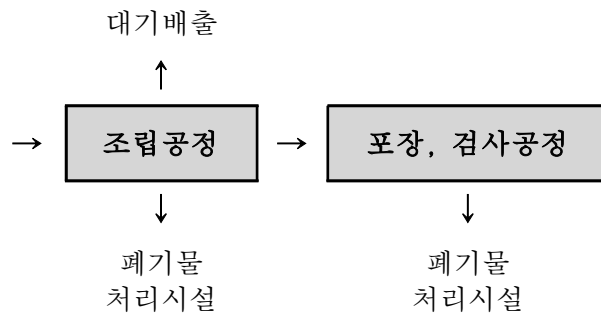 대기배출
조립공정
포장, 검사공정
폐기물
처리시설
폐기물
처리시설